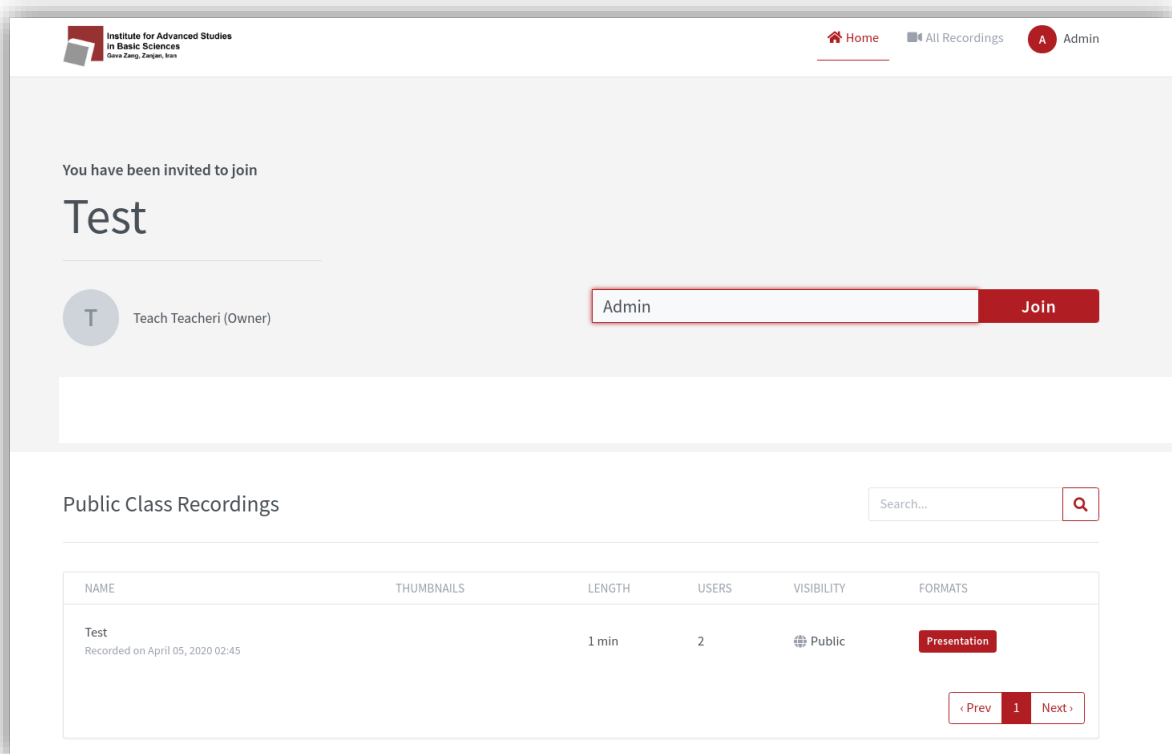 Institute for Advanced Studies
in Basic Sciences
Gava Zang, Zanjan, Iran
Home
All Recordings
A
Admin
You have been invited to join
Test
T
Teach Teacheri (Owner)
Admin
Join
Public Class Recordings
Search...
NAME THUMBNAILS LENGTH USERS VISIBILITY FORMATS
Test
Recorded on April 05, 2020 02:45
1 min
2
Public
Presentation
‹ Prev 1 Next ›